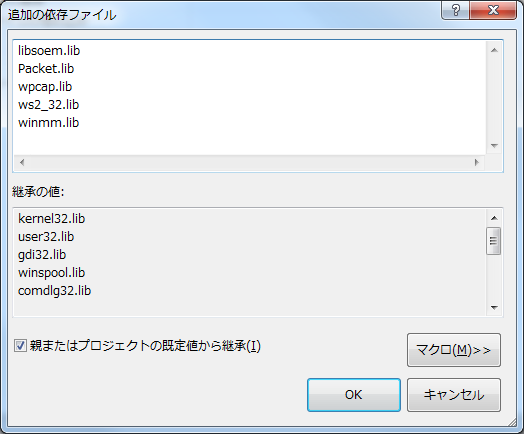 追加の依存ファイル
libsoem.lib
Packet.lib
wpcap.lib
ws2_32.lib
winmm.lib
継承の値:
kernel32.lib
user32.lib
gdi32.lib
winspool.lib
comdlg32.lib
親またはプロジェクトの既定値から継承(I)
マクロ(M)>>
OK
キャンセル